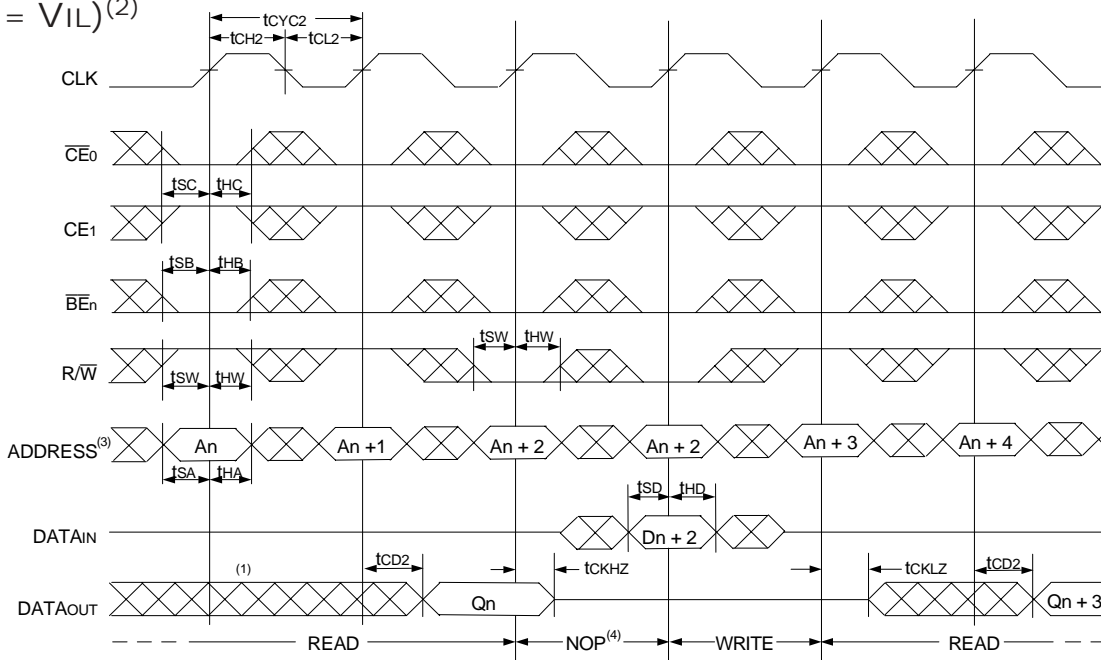 = VIL)(2)
tCYC2
tCH2 tCL2
CLK
CE0
tSC tHC
CE1
tSB tHB
BEn
tSW tHW
R/W
tSW tHW
ADDRESS(3) An An +1 An + 2 An + 2 An + 3 An + 4
tSA tHA
tSD tHD
DATAIN Dn + 2
(1) tCD2 tCKHZ tCKLZ tCD2
DATAOUT Qn Qn + 3
READ NOP(4) WRITE READ